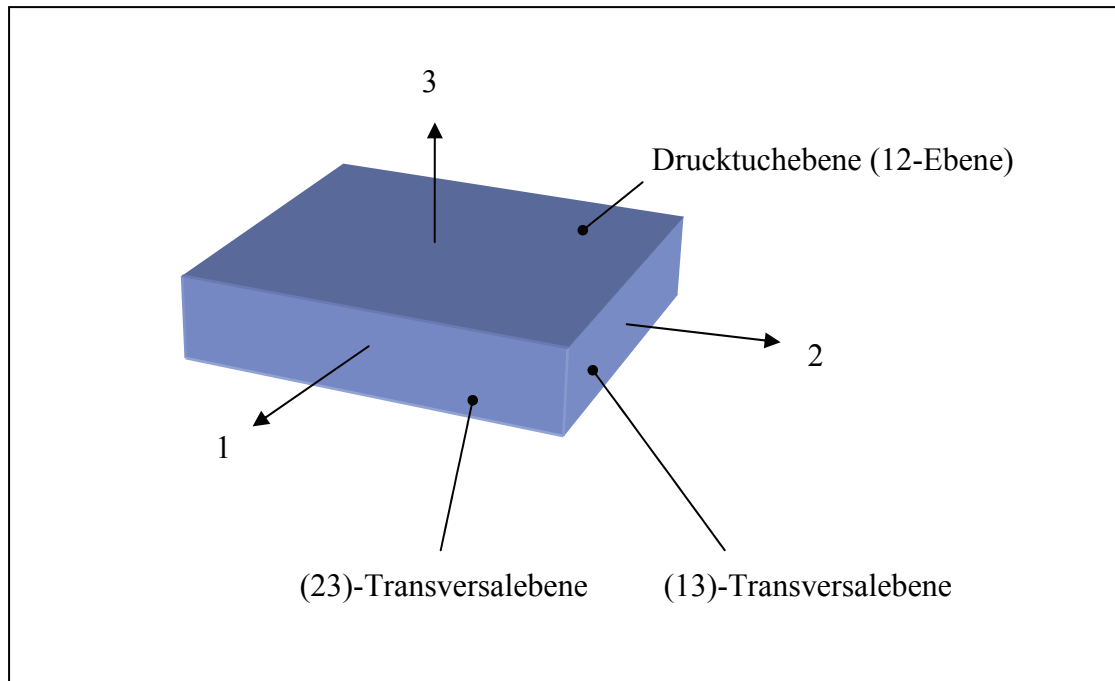 3
Drucktuchebene (12-Ebene)
2
1
(23)-Transversalebene
(13)-Transversalebene